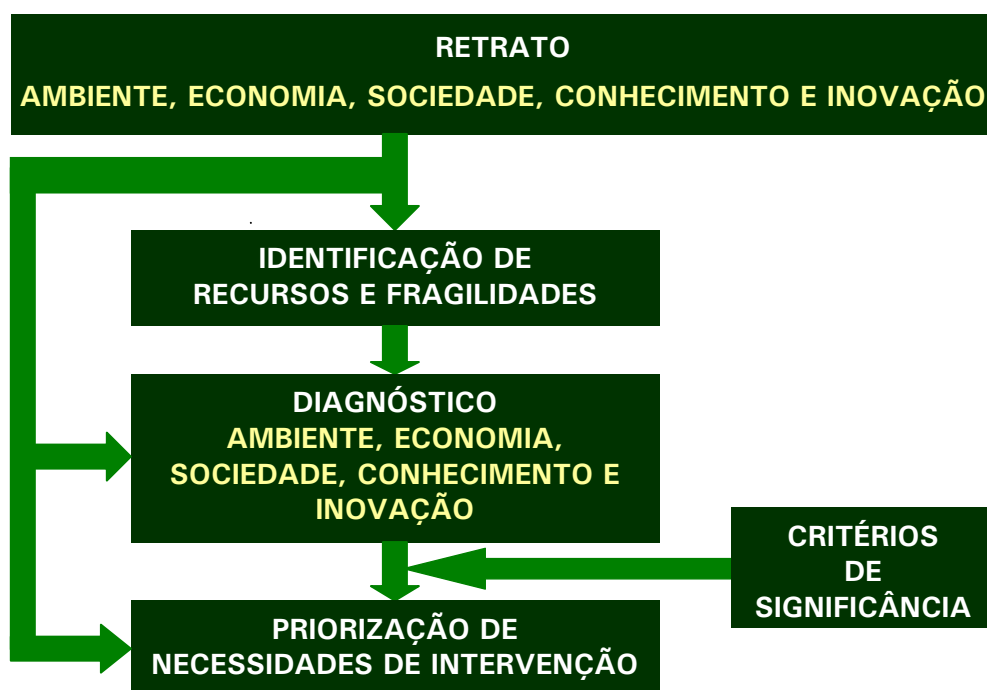 RETRATO
AMBIENTE, ECONOMIA, SOCIEDADE, CONHECIMENTO E INOVAÇÃO
IDENTIFICAÇÃO DE
RECURSOS E FRAGILIDADES
DIAGNÓSTICO
AMBIENTE, ECONOMIA,
SOCIEDADE, CONHECIMENTO E
INOVAÇÃO
CRITÉRIOS
DE
SIGNIFICÂNCIA
PRIORIZAÇÃO DE
NECESSIDADES DE INTERVENÇÃO